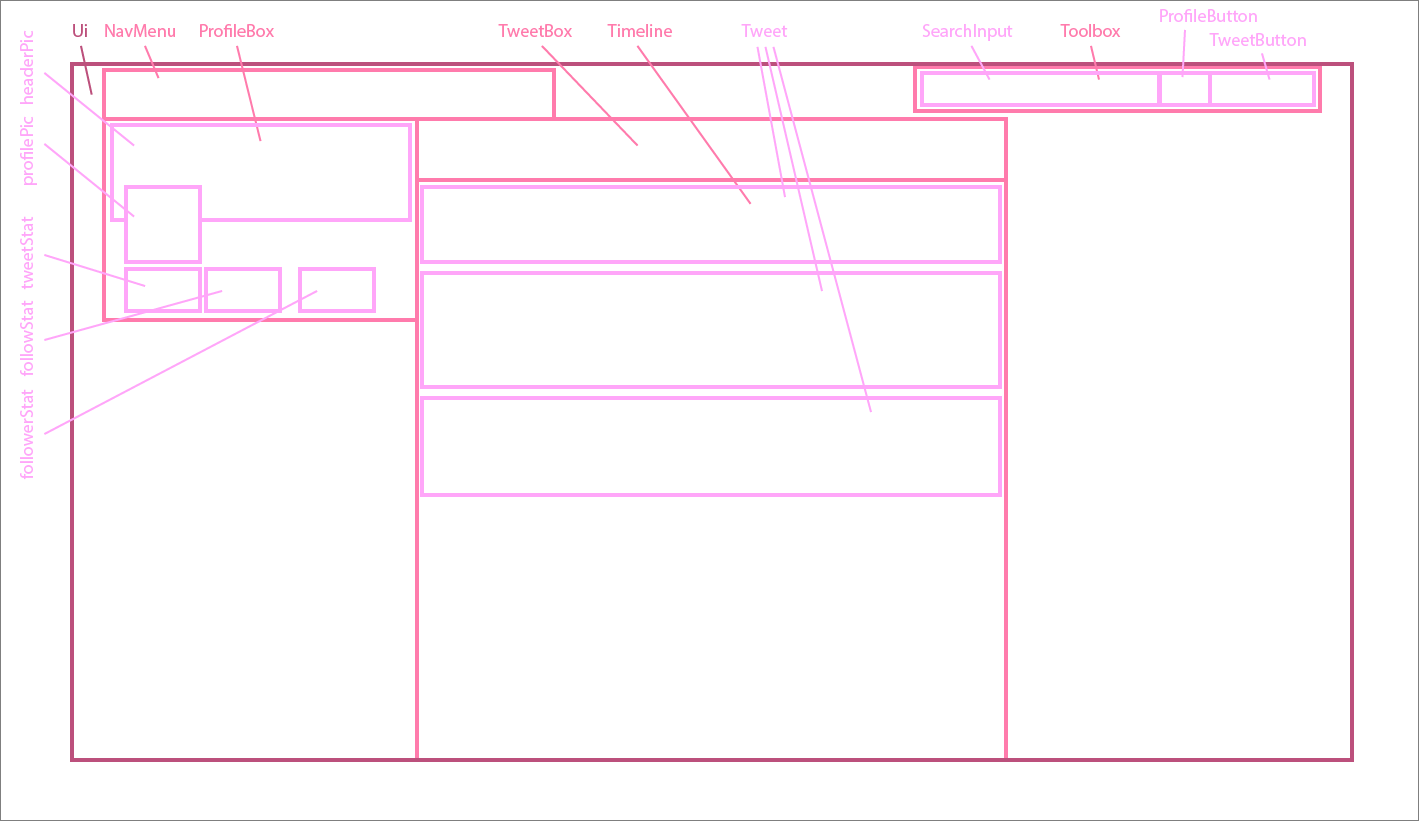 Ui
NavMenu
ProfileBox
TweetBox
Timeline
Tweet
SearchInput
Toolbox
ProfileButton
TweetButton
headerPic
profilePic
tweetStat
followStat
followerStat